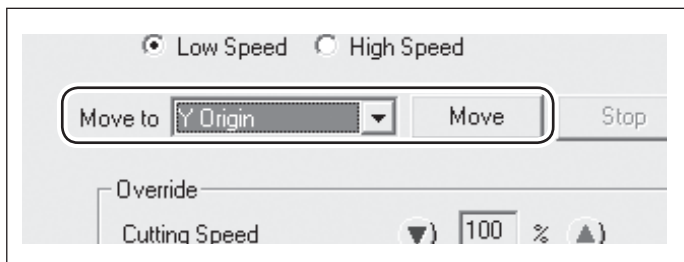 Low Speed High Speed
Move to Y Origin Move Stop
Override
Cutting Speed 100 %